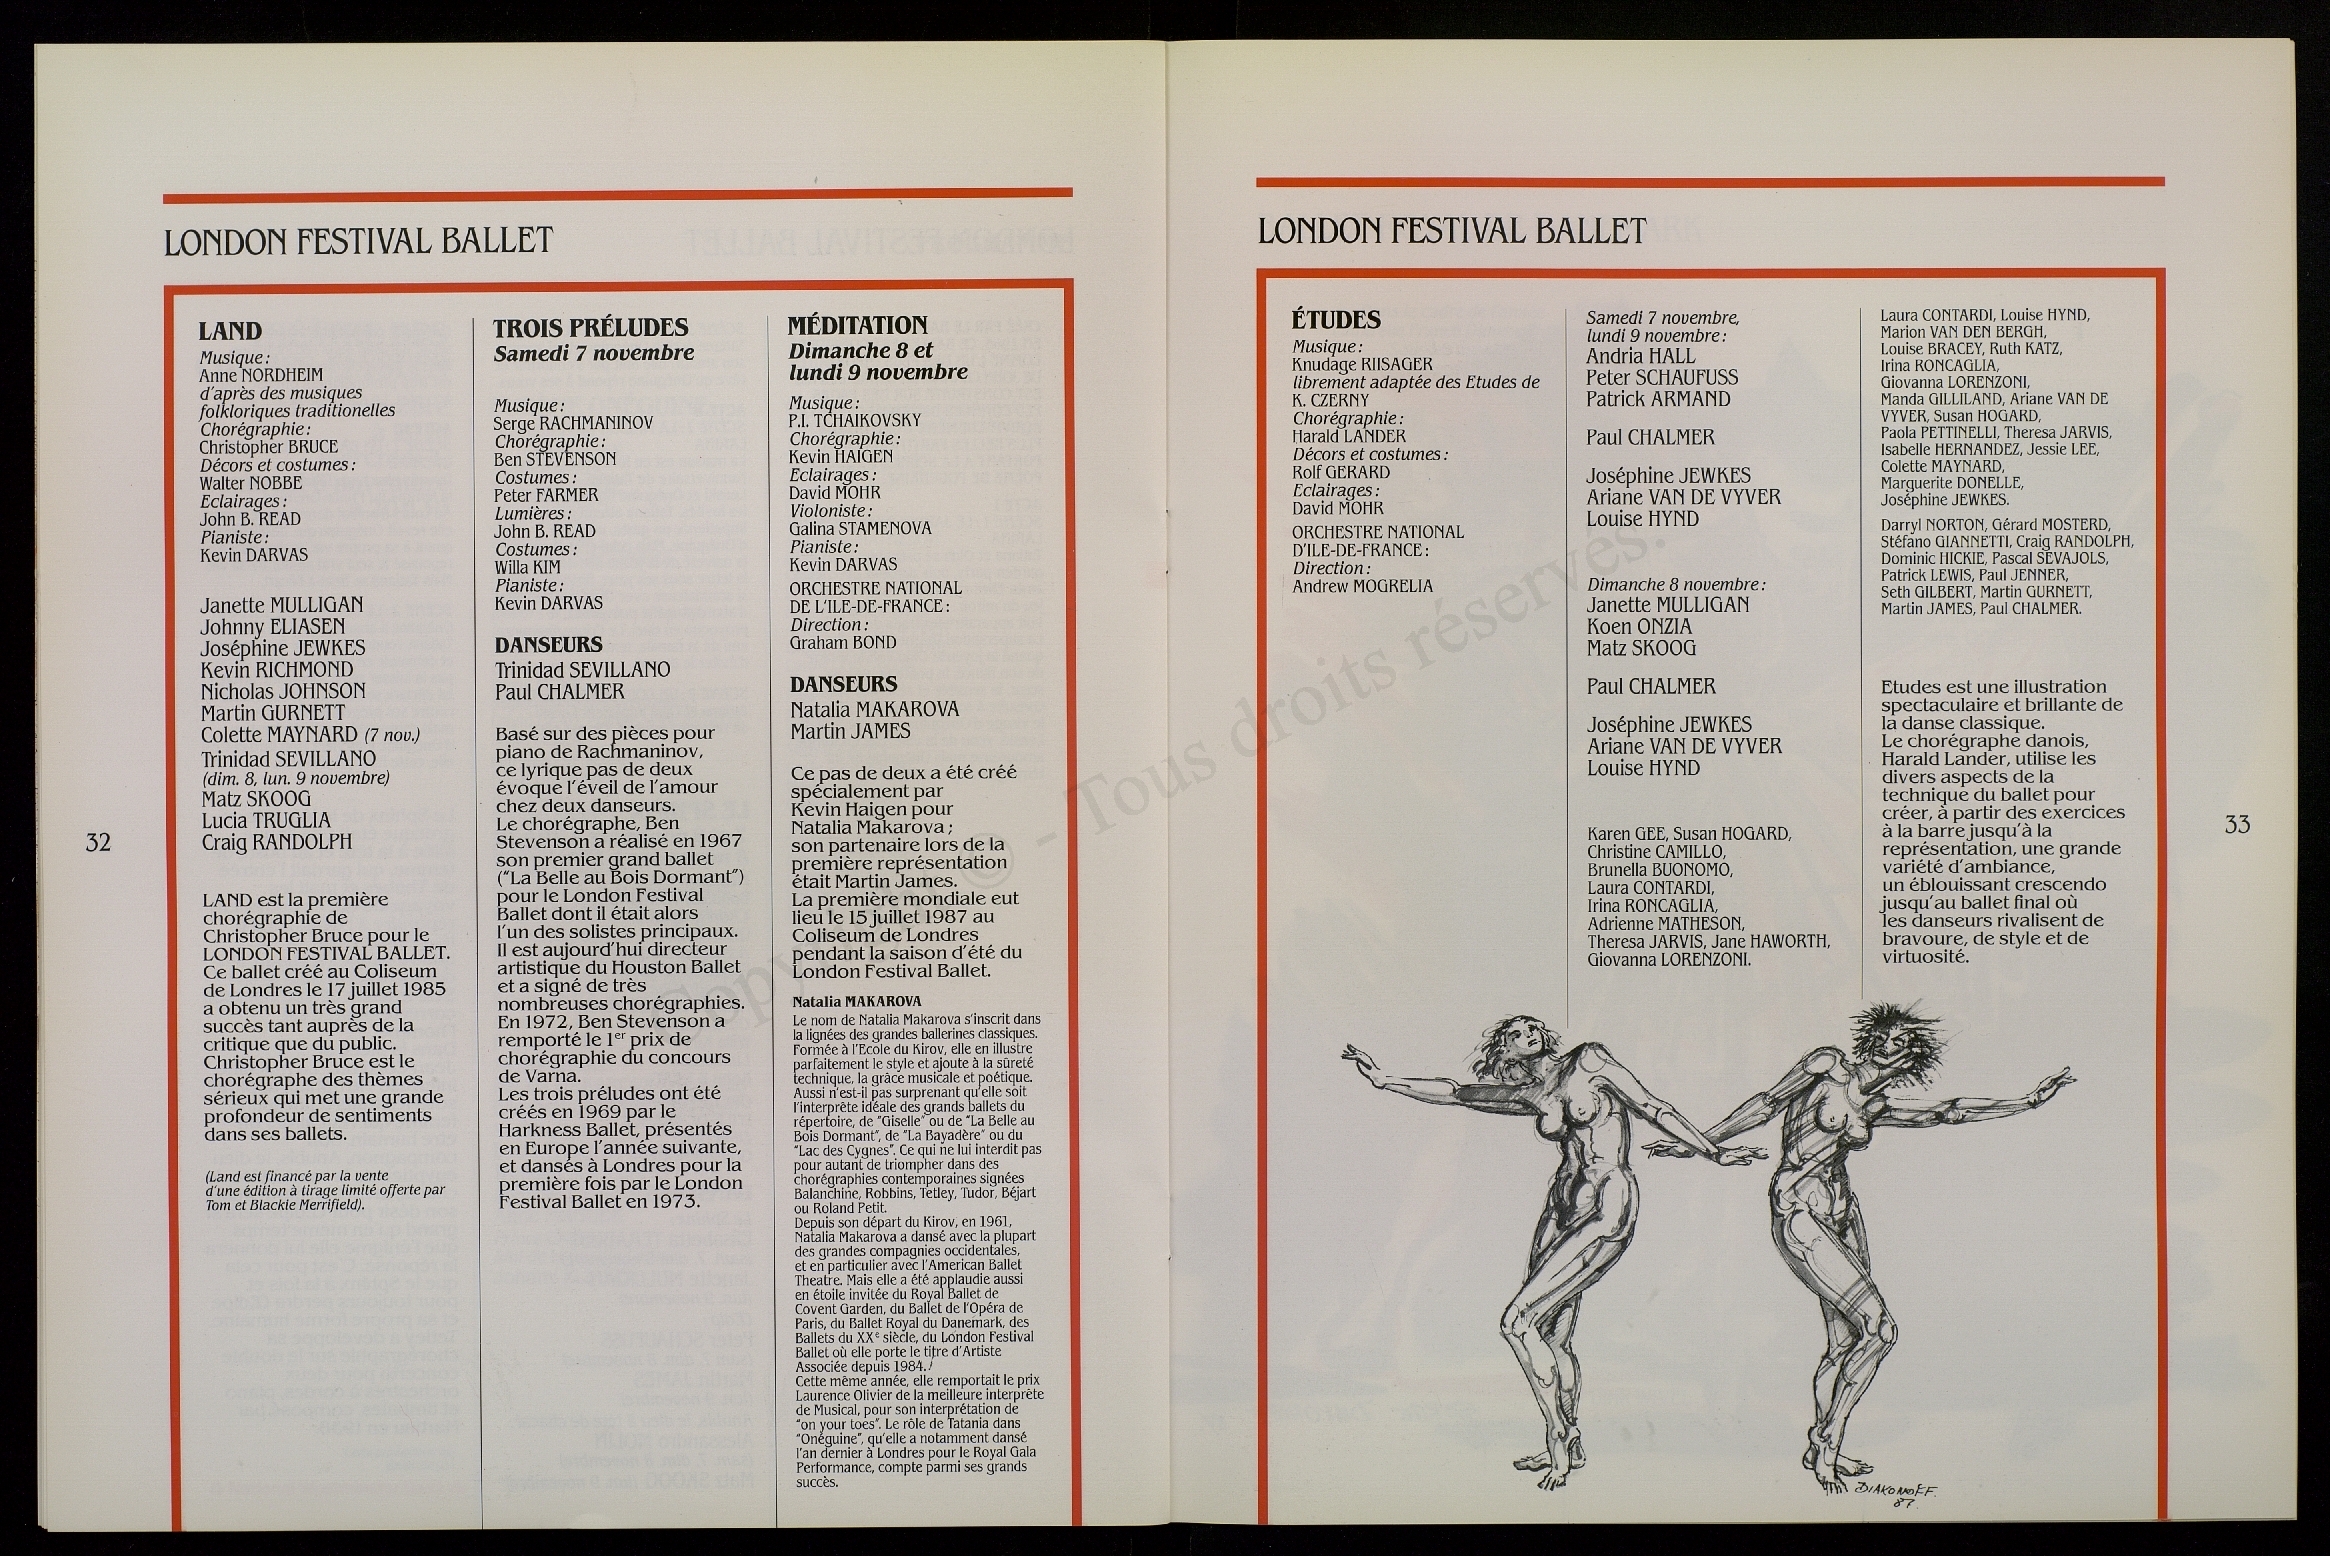 LONDON FESTIVAL BALLET
LAND
Musique :
Anne NORDHEIM
d'après des musiques
folkloriques traditionelles
Chorégraphie :
Christopher BRUCE
Décors et costumes :
Walter NOBBE
Eclairages :
John B. READ
Pianiste :
Kevin DARVAS
Janette MULLIGAN
Johnny ELIASEN
Joséphine JEWKES
Kevin RICHMOND
Nicholas JOHNSON
Martin GURNETT
Colette MAYNARD (7 nov.)
Trinidad SEVILLANO
(dim. 8, lun. 9 novembre)
Matz SKOOG
Lucia TRUGLIA
Craig RANDOLPH
LAND est la première
chorégraphie de
Christopher Bruce pour le
LONDON FESTIVAL BALLET.
Ce ballet créé au Coliseum
de Londres le 17 juillet 1985
a obtenu un très grand
succès tant auprès de la
critique que du public.
Christopher Bruce est le
chorégraphe des thèmes
sérieux qui met une grande
profondeur de sentiments
dans ses ballets.
(Land est financé par la vente
d'une édition à tirage limité offerte par
Tom et Blackie Merrifield).
32
TROIS PRÉLUDES
Samedi 7 novembre
Musique :
Serge RACHMANINOV
Chorégraphie :
Ben STEVENSON
Costumes :
Peter FARMER
Lumières :
John B. READ
Costumes :
Willa KIM
Pianiste :
Kevin DARVAS
DANSEURS
Trinidad SEVILLANO
Paul CHALMER
Basé sur des pièces pour
piano de Rachmaninov,
ce lyrique pas de deux
évoque l'éveil de l'amour
chez deux danseurs.
Le chorégraphe, Ben
Stevenson a réalisé en 1967
son premier grand ballet
("La Belle au Bois Dormant")
pour le London Festival
Ballet dont il était alors
l'un des solistes principaux.
Il est aujourd'hui directeur
artistique du Houston Ballet
et a signé de très
nombreuses chorégraphies.
En 1972, Ben Stevenson a
remporté le 1er prix de
chorégraphie du concours
de Varna.
Les trois préludes ont été
créés en 1969 par le
Harkness Ballet, présentés
en Europe l'année suivante,
et dansés à Londres pour la
première fois par le London
Festival Ballet en 1973.
MÉDITATION
Dimanche 8 et
lundi 9 novembre
Musique :
P.I. TCHAIKOVSKY
Chorégraphie :
Kevin HAIGEN
Eclairages :
David MOHR
Violoniste :
Galina STAMENOVA
Pianiste :
Kevin DARVAS
ORCHESTRE NATIONAL
DE L'ILE-DE-FRANCE :
Direction :
Graham BOND
DANSEURS
Natalia MAKAROVA
Martin JAMES
Ce pas de deux a été créé
spécialement par
Kevin Haigen pour
Natalia Makarova ;
son partenaire lors de la
première représentation
était Martin James.
La première mondiale eut
lieu le 15 juillet 1987 au
Coliseum de Londres
pendant la saison d'été du
London Festival Ballet.
Natalia MAKAROVA
Le nom de Natalia Makarova s'inscrit dans
la lignées des grandes ballerines classiques.
Formée à l'Ecole du Kirov, elle en illustre
parfaitement le style et ajoute à la sûreté
technique, la grâce musicale et poétique.
Aussi n'est-il pas surprenant qu'elle soit
l'interprète idéale des grands ballets du
répertoire, de "Giselle" ou de "La Belle au
Bois Dormant", de "La Bayadère" ou du
"Lac des Cygnes". Ce qui ne lui interdit pas
pour autant de triompher dans des
chorégraphies contemporaines signées
Balanchine, Robbins, Tetley, Tudor, Béjart
ou Roland Petit.
Depuis son départ du Kirov, en 1961,
Natalia Makarova a dansé avec la plupart
des grandes compagnies occidentales,
et en particulier avec l'American Ballet
Theatre. Mais elle a été applaudie aussi
en étoile invitée du Royal Ballet de
Covent Garden, du Ballet de l'Opéra de
Paris, du Ballet Royal du Danemark, des
Ballets du XXe siècle, du London Festival
Ballet où elle porte le titre d'Artiste
Associée depuis 1984.
Cette même année, elle remportait le prix
Laurence Olivier de la meilleure interprète
de Musical, pour son interprétation de
"on your toes". Le rôle de Tatania dans
"Onéguine", qu'elle a notamment dansé
l'an dernier à Londres pour le Royal Gala
Performance, compte parmi ses grands
succès.
LONDON FESTIVAL BALLET
ÉTUDES
Musique :
Knudage RIISAGER
librement adaptée des Etudes de
K. CZERNY
Chorégraphie :
Harald LANDER
Décors et costumes :
Rolf GERARD
Eclairages :
David MOHR
ORCHESTRE NATIONAL
D'ILE-DE-FRANCE :
Direction :
Andrew MOGRELIA
Samedi 7 novembre,
lundi 9 novembre :
Andria HALL
Peter SCHAUFUSS
Patrick ARMAND
Paul CHALMER
Joséphine JEWKES
Ariane VAN DE VYVER
Louise HYND
Dimanche 8 novembre :
Janette MULLIGAN
Koen ONZIA
Matz SKOOG
Paul CHALMER
Joséphine JEWKES
Ariane VAN DE VYVER
Louise HYND
Karen GEE, Susan HOGARD,
Christine CAMILLO,
Brunella BUONOMO,
Laura CONTARDI,
Irina RONCAGLIA,
Adrienne MATHESON,
Theresa JARVIS, Jane HAWORTH,
Giovanna LORENZONI.
Laura CONTARDI, Louise HYND,
Marion VAN DEN BERGH,
Louise BRACEY, Ruth KATZ,
Irina RONCAGLIA,
Giovanna LORENZONI,
Manda GILLILAND, Ariane VAN DE
VYVER, Susan HOGARD,
Paola PETTINELLI, Theresa JARVIS,
Isabelle HERNANDEZ, Jessie LEE,
Colette MAYNARD,
Marguerite DONELLE,
Joséphine JEWKES.
Darryl NORTON, Gérard MOSTERD,
Stéfano GIANNETTI, Craig RANDOLPH,
Dominic HICKIE, Pascal SEVAJOLS,
Patrick LEWIS, Paul JENNER,
Seth GILBERT, Martin GURNETT,
Martin JAMES, Paul CHALMER.
Etudes est une illustration
spectaculaire et brillante de
la danse classique.
Le chorégraphe danois,
Harald Lander, utilise les
divers aspects de la
technique du ballet pour
créer, à partir des exercices
à la barre jusqu'à la
représentation, une grande
variété d'ambiance,
un éblouissant crescendo
jusqu'au ballet final où
les danseurs rivalisent de
bravoure, de style et de
virtuosité.
33
DIAKONOFF.
87.
Copyright © - Tous droits réservés.